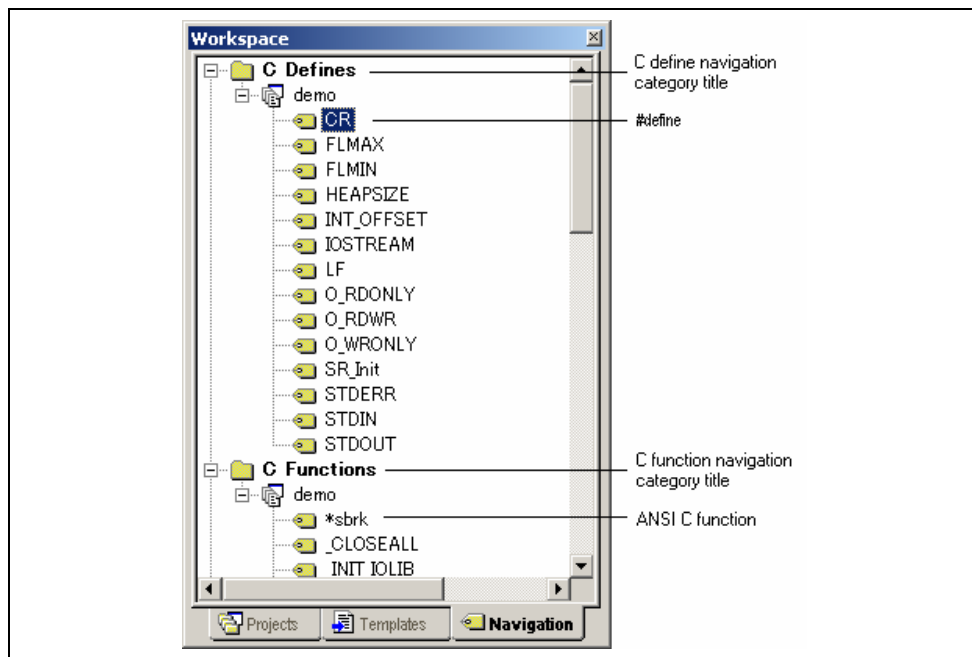 Workspace
C Defines
C define navigation
category title
demo
CR
#define
FLMAX
FLMIN
HEAPSIZE
INT_OFFSET
IOSTREAM
LF
O_RDONLY
O_RDWR
O_WRONLY
SR_Init
STDERR
STDIN
STDOUT
C Functions
C function navigation
category title
demo
*sbrk
ANSI C function
_CLOSEALL
_INIT_IOLIB
Projects
Templates
Navigation